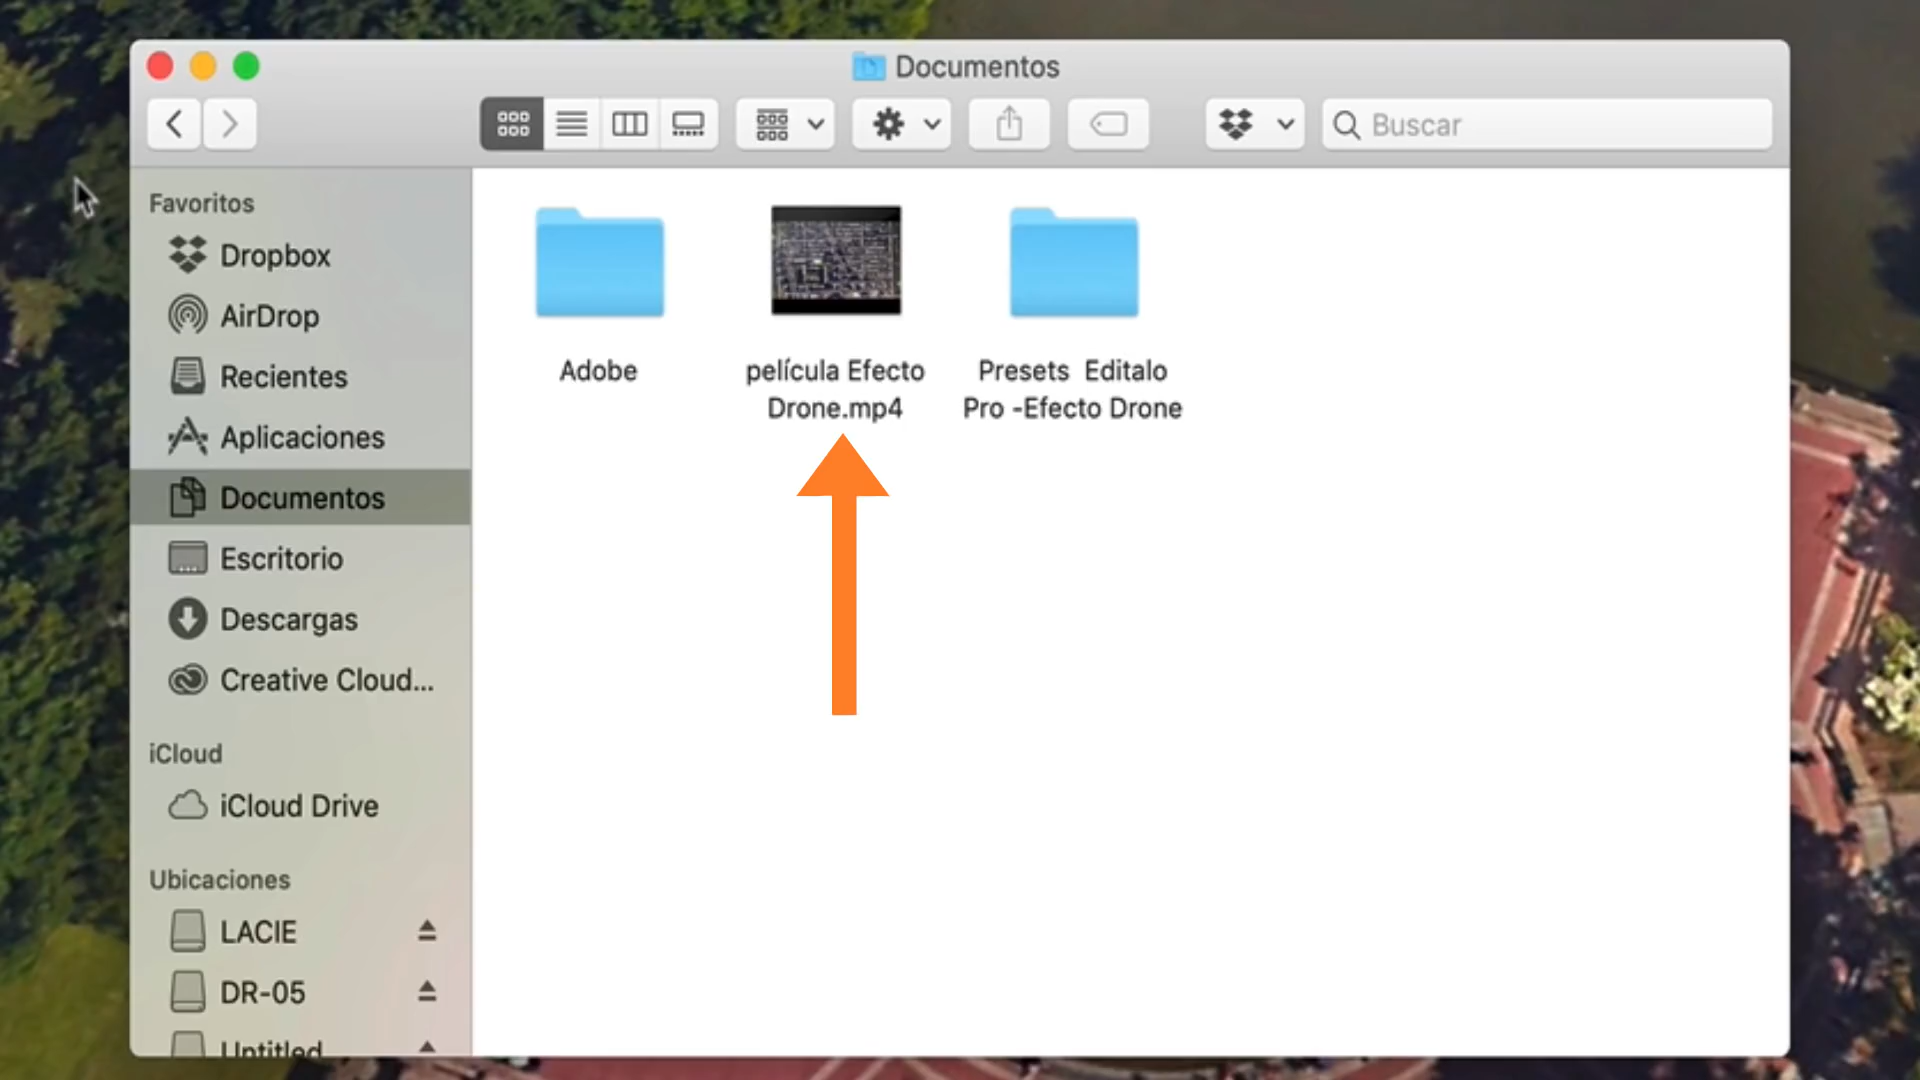 Documentos
Buscar
Favoritos
Dropbox
AirDrop
Recientes
Aplicaciones
Documentos
Escritorio
Descargas
Creative Cloud...
iCloud
iCloud Drive
Ubicaciones
LACIE
DR-05
Untitled
Adobe
película Efecto
Drone.mp4
Presets  Editalo
Pro -Efecto Drone